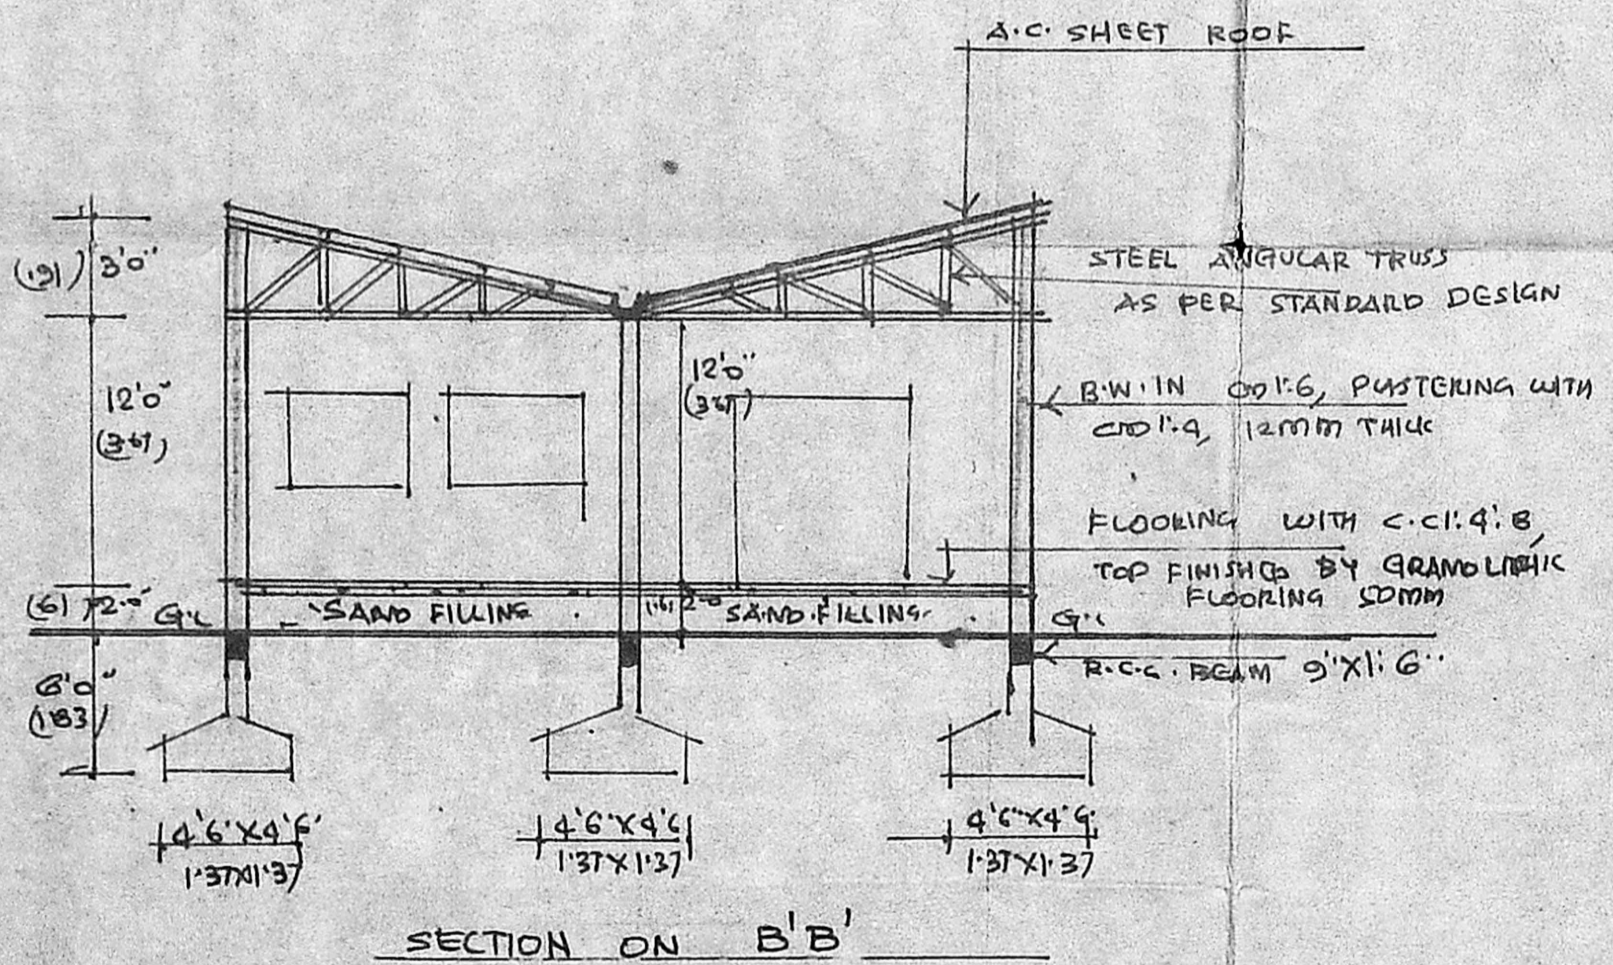 A.C. SHEET ROOF
(.91) 3'0"
STEEL ANGULAR TRUSS
AS PER STANDARD DESIGN
12'0"
(3.67)
12'0"
(3.67)
B.W. IN CM 1:6, PLASTERING WITH
CM 1:4, 12MM THICK
FLOORING WITH C.C 1:4:8,
TOP FINISHED BY GRANOLITHIC
FLOORING 50MM
(.61) 2'-0"
G.L
SAND FILLING
(.61) 2'-0
SAND FILLING
G.L
R.C.C. BEAM 9"X1'.6"
6'0"
(1.83)
4'6"X4'6"
1.37X1.37
4'6"X4'6
1.37X1.37
4'6"X4'6
1.37X1.37
SECTION ON B'B'